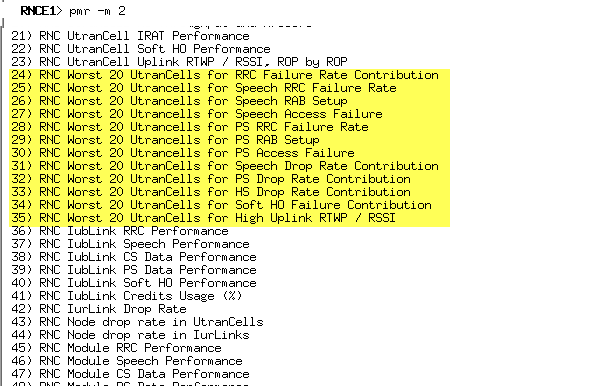 RNCE1> pmr -m 2
21) RNC UtranCell IRAT Performance
22) RNC UtranCell Soft HO Performance
23) RNC UtranCell Uplink RTWP / RSSI, ROP by ROP
24) RNC Worst 20 UtranCells for RRC Failure Rate Contribution
25) RNC Worst 20 UtranCells for Speech RRC Failure Rate
26) RNC Worst 20 UtranCells for Speech RAB Setup
27) RNC Worst 20 UtranCells for Speech Access Failure
28) RNC Worst 20 UtranCells for PS RRC Failure Rate
29) RNC Worst 20 UtranCells for PS RAB Setup
30) RNC Worst 20 UtranCells for PS Access Failure
31) RNC Worst 20 UtranCells for Speech Drop Rate Contribution
32) RNC Worst 20 UtranCells for PS Drop Rate Contribution
33) RNC Worst 20 UtranCells for HS Drop Rate Contribution
34) RNC Worst 20 UtranCells for Soft HO Failure Contribution
35) RNC Worst 20 UtranCells for High Uplink RTWP / RSSI
36) RNC IubLink RRC Performance
37) RNC IubLink Speech Performance
38) RNC IubLink CS Data Performance
39) RNC IubLink PS Data Performance
40) RNC IubLink Soft HO Performance
41) RNC IubLink Credits Usage (%)
42) RNC IurLink Drop Rate
43) RNC Node drop rate in UtranCells
44) RNC Node drop rate in IurLinks
45) RNC Module RRC Performance
46) RNC Module Speech Performance
47) RNC Module CS Data Performance